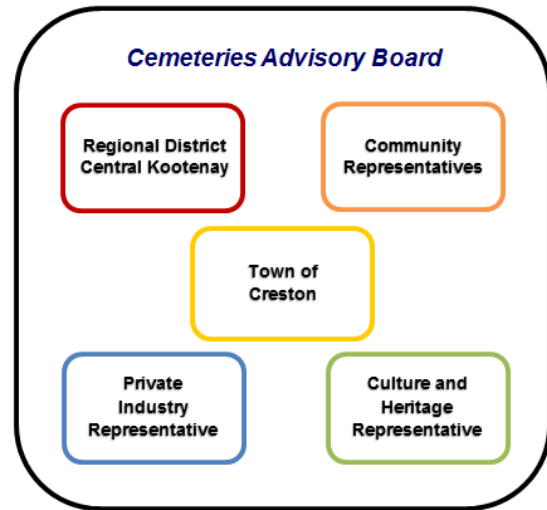 Cemeteries Advisory Board
Regional District
Central Kootenay
Community
Representatives
Town of
Creston
Private
Industry
Representative
Culture and
Heritage
Representative